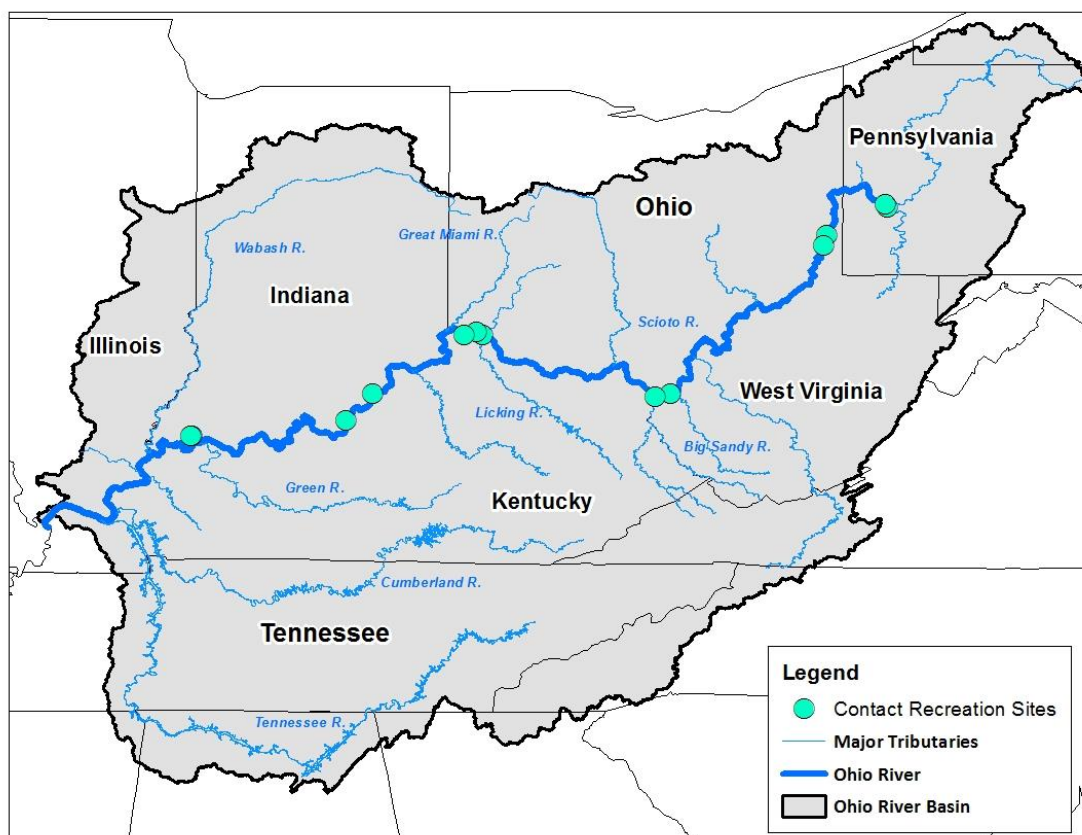 Pennsylvania
Ohio
Wabash R.
Great Miami R.
Indiana
Scioto R.
Illinois
West Virginia
Licking R.
Big Sandy R.
Green R.
Kentucky
Cumberland R.
Tennessee
Tennessee R.
Legend
Contact Recreation Sites
Major Tributaries
Ohio River
Ohio River Basin